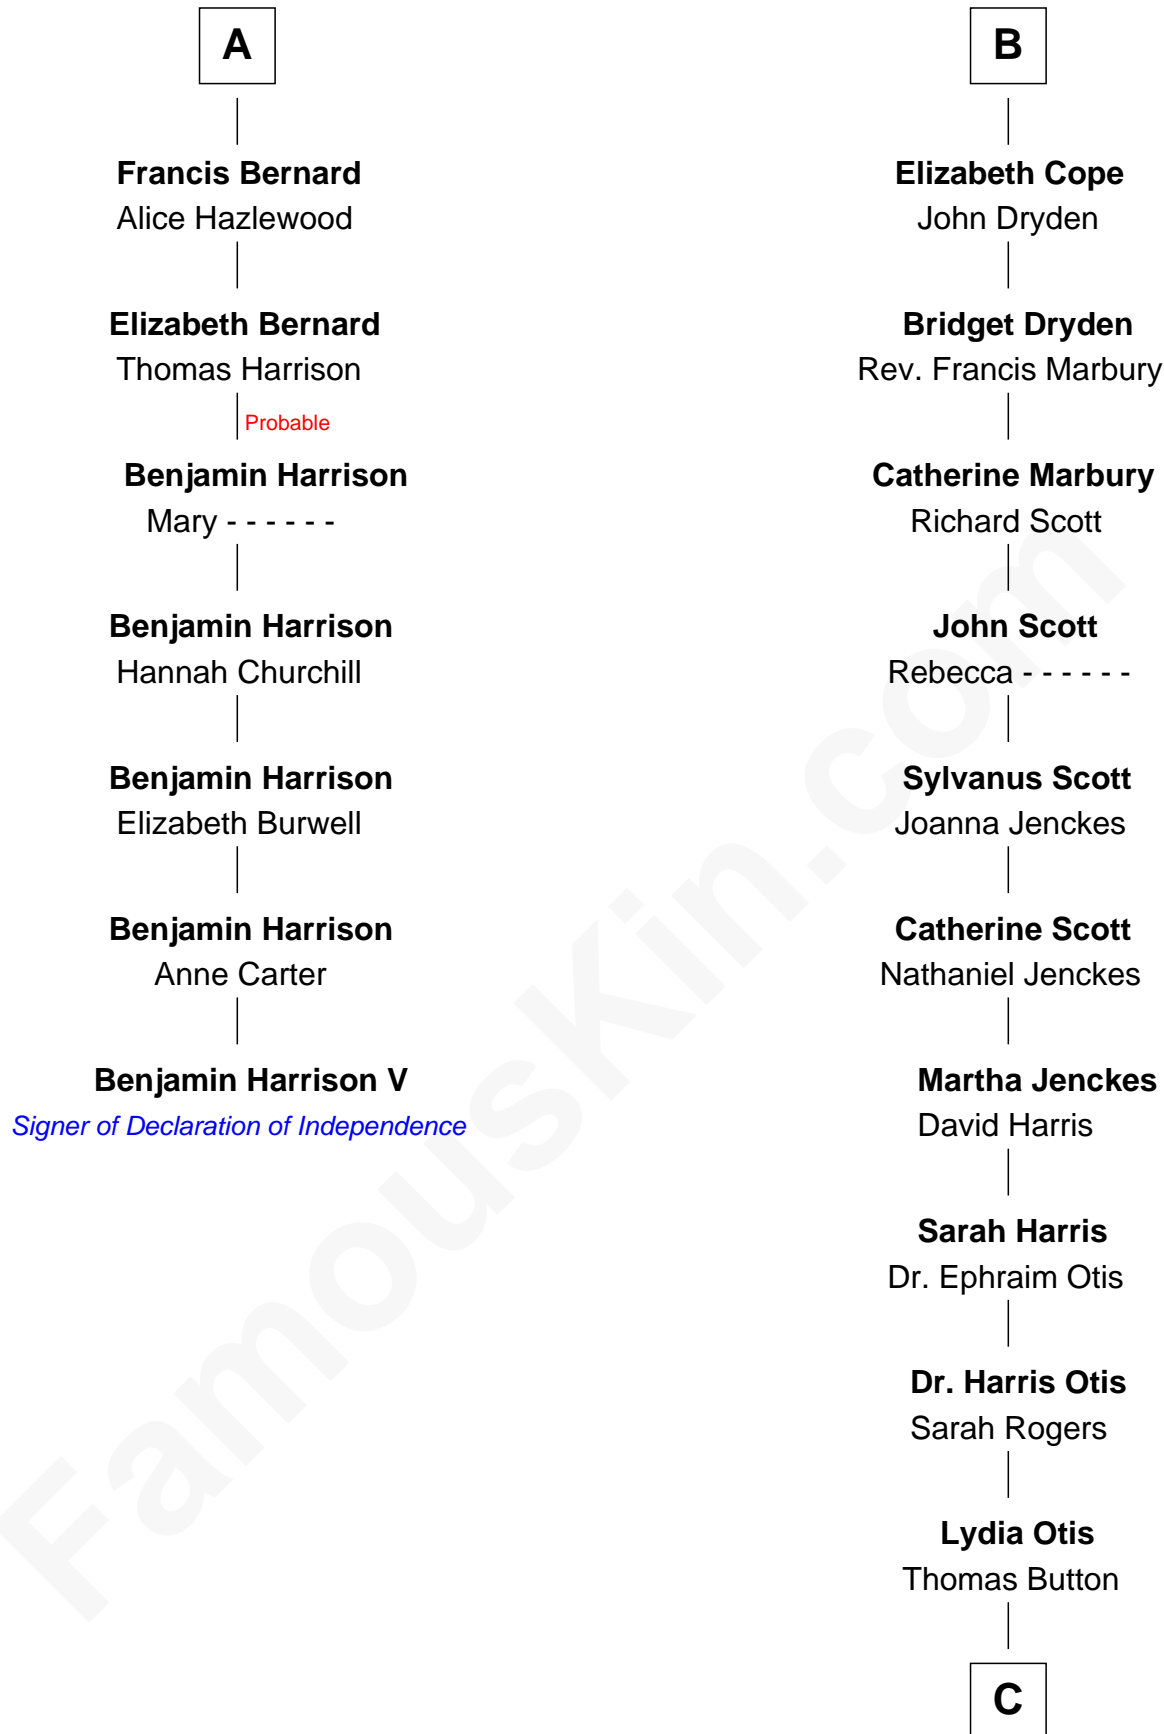 A
Francis Bernard
Alice Hazlewood
Elizabeth Bernard
Thomas Harrison
Probable
Benjamin Harrison
Mary - - - - - -
Benjamin Harrison
Hannah Churchill
Benjamin Harrison
Elizabeth Burwell
Benjamin Harrison
Anne Carter
Benjamin Harrison V
Signer of Declaration of Independence
B
Elizabeth Cope
John Dryden
Bridget Dryden
Rev. Francis Marbury
Catherine Marbury
Richard Scott
John Scott
Rebecca - - - - - -
Sylvanus Scott
Joanna Jenckes
Catherine Scott
Nathaniel Jenckes
Martha Jenckes
David Harris
Sarah Harris
Dr. Ephraim Otis
Dr. Harris Otis
Sarah Rogers
Lydia Otis
Thomas Button
C
FamousKin.com